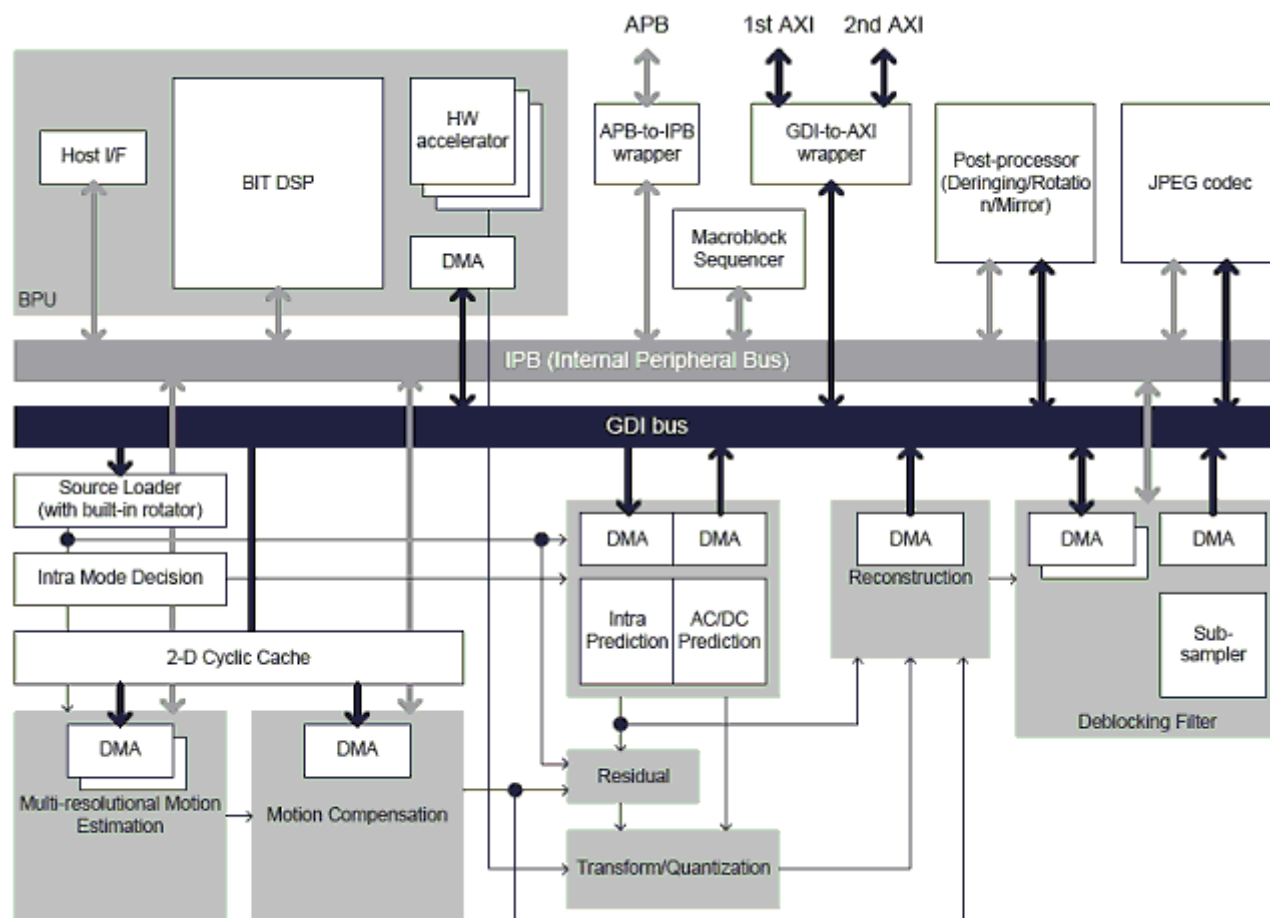 APB
1st AXI
2nd AXI
Host I/F
BIT DSP
HW
accelerator
DMA
BPU
APB-to-IPB
wrapper
GDI-to-AXI
wrapper
Macroblock
Sequencer
Post-processor
(Deringing/Rotatio
n/Mirror)
JPEG codec
IPB (Internal Peripheral Bus)
GDI bus
Source Loader
(with built-in rotator)
Intra Mode Decision
2-D Cyclic Cache
DMA
Multi-resolutional Motion
Estimation
DMA
Motion Compensation
DMA
DMA
Intra
Prediction
AC/DC
Prediction
Residual
Transform/Quantization
DMA
Reconstruction
DMA
DMA
Sub-
sampler
Deblocking Filter